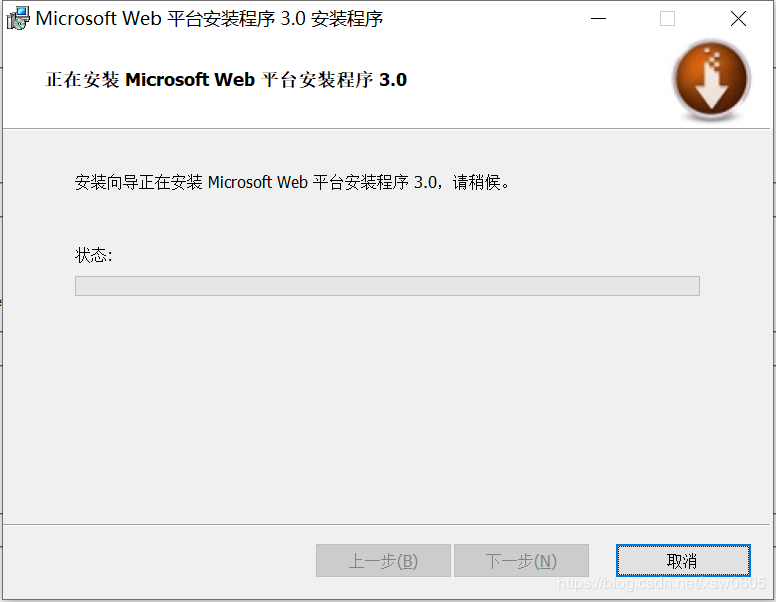 Microsoft Web 平台安装程序 3.0 安装程序
正在安装 Microsoft Web 平台安装程序 3.0
安装向导正在安装 Microsoft Web 平台安装程序 3.0，请稍候。
状态:
上一步(B) 下一步(N) 取消
https://blog.csdn.net/xsw0605